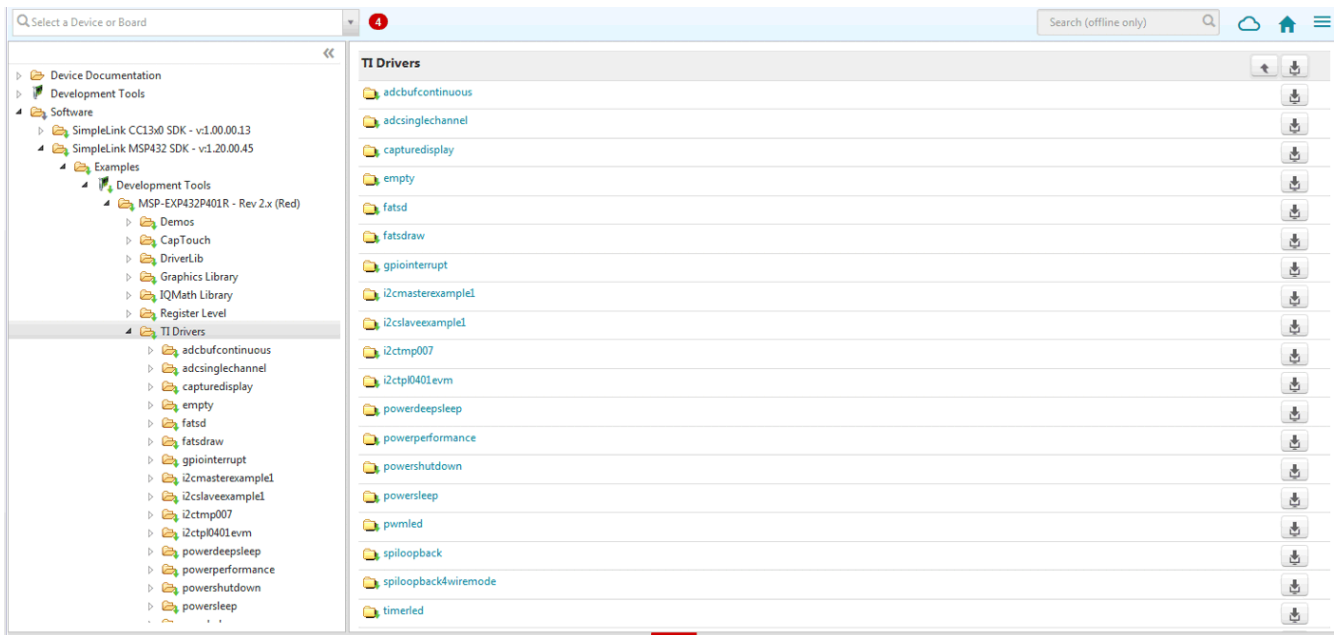 Select a Device or Board
4
Search (offline only)
Device Documentation
Development Tools
Software
SimpleLink CC13x0 SDK - v:1.00.00.13
SimpleLink MSP432 SDK - v:1.20.00.45
Examples
Development Tools
MSP-EXP432P401R - Rev 2.x (Red)
Demos
CapTouch
DriverLib
Graphics Library
IQMath Library
Register Level
TI Drivers
adcbufcontinuous
adcsinglechannel
capturedisplay
empty
fatsd
fatsdraw
gpiointerrupt
i2cmasterexample1
i2cslaveexample1
i2ctmp007
i2ctpl0401evm
powerdeepsleep
powerperformance
powershutdown
powersleep
TI Drivers
adcbufcontinuous
adcsinglechannel
capturedisplay
empty
fatsd
fatsdraw
gpiointerrupt
i2cmasterexample1
i2cslaveexample1
i2ctmp007
i2ctpl0401evm
powerdeepsleep
powerperformance
powershutdown
powersleep
pwmled
spiloopback
spiloopback4wiremode
timerled